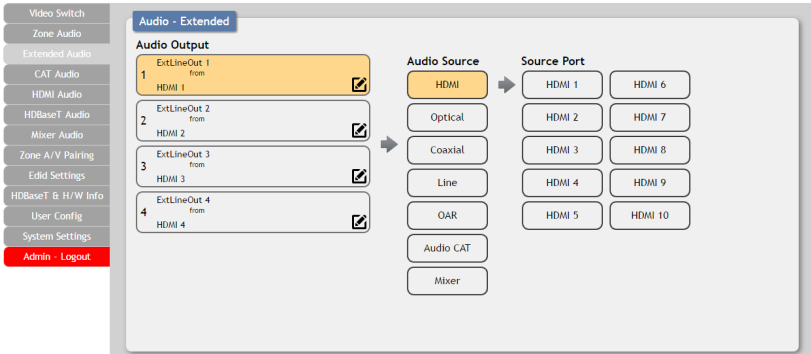 Video Switch
Zone Audio
Extended Audio
CAT Audio
HDMI Audio
HDBaseT Audio
Mixer Audio
Zone A/V Pairing
Edid Settings
HDBaseT & H/W Info
User Config
System Settings
Admin - Logout
Audio - Extended
Audio Output
1
ExtLineOut 1
from
HDMI 1
2
ExtLineOut 2
from
HDMI 2
3
ExtLineOut 3
from
HDMI 3
4
ExtLineOut 4
from
HDMI 4
Audio Source
HDMI
Optical
Coaxial
Line
OAR
Audio CAT
Mixer
Source Port
HDMI 1
HDMI 6
HDMI 2
HDMI 7
HDMI 3
HDMI 8
HDMI 4
HDMI 9
HDMI 5
HDMI 10